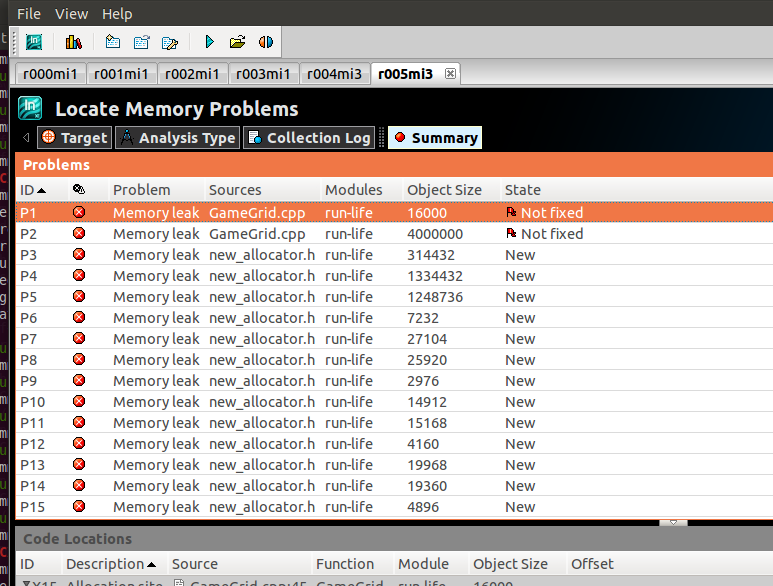 File View Help
r000mi1 r001mi1 r002mi1 r003mi1 r004mi3 r005mi3
In
Locate Memory Problems
Target Analysis Type Collection Log Summary
Problems
ID Problem Sources Modules Object Size State
P1 Memory leak GameGrid.cpp run-life 16000 Not fixed
P2 Memory leak GameGrid.cpp run-life 4000000 Not fixed
P3 Memory leak new_allocator.h run-life 314432 New
P4 Memory leak new_allocator.h run-life 1334432 New
P5 Memory leak new_allocator.h run-life 1248736 New
P6 Memory leak new_allocator.h run-life 7232 New
P7 Memory leak new_allocator.h run-life 27104 New
P8 Memory leak new_allocator.h run-life 25920 New
P9 Memory leak new_allocator.h run-life 2976 New
P10 Memory leak new_allocator.h run-life 14912 New
P11 Memory leak new_allocator.h run-life 15168 New
P12 Memory leak new_allocator.h run-life 4160 New
P13 Memory leak new_allocator.h run-life 19968 New
P14 Memory leak new_allocator.h run-life 19360 New
P15 Memory leak new_allocator.h run-life 4896 New
Code Locations
ID Description Source Function Module Object Size Offset
X15 Allocation site GameGrid.cpp:45 GameGrid run-life 16000